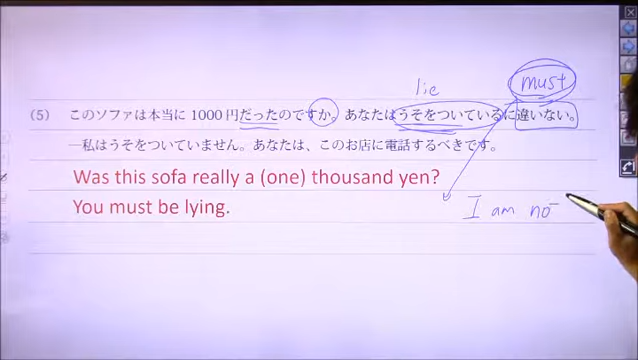 lie
must
(5) このソファは本当に1000円だったのですか。あなたはうそをついているに違いない。
―私はうそをついていません。あなたは、このお店に電話するべきです。
Was this sofa really a (one) thousand yen?
You must be lying.
I am no